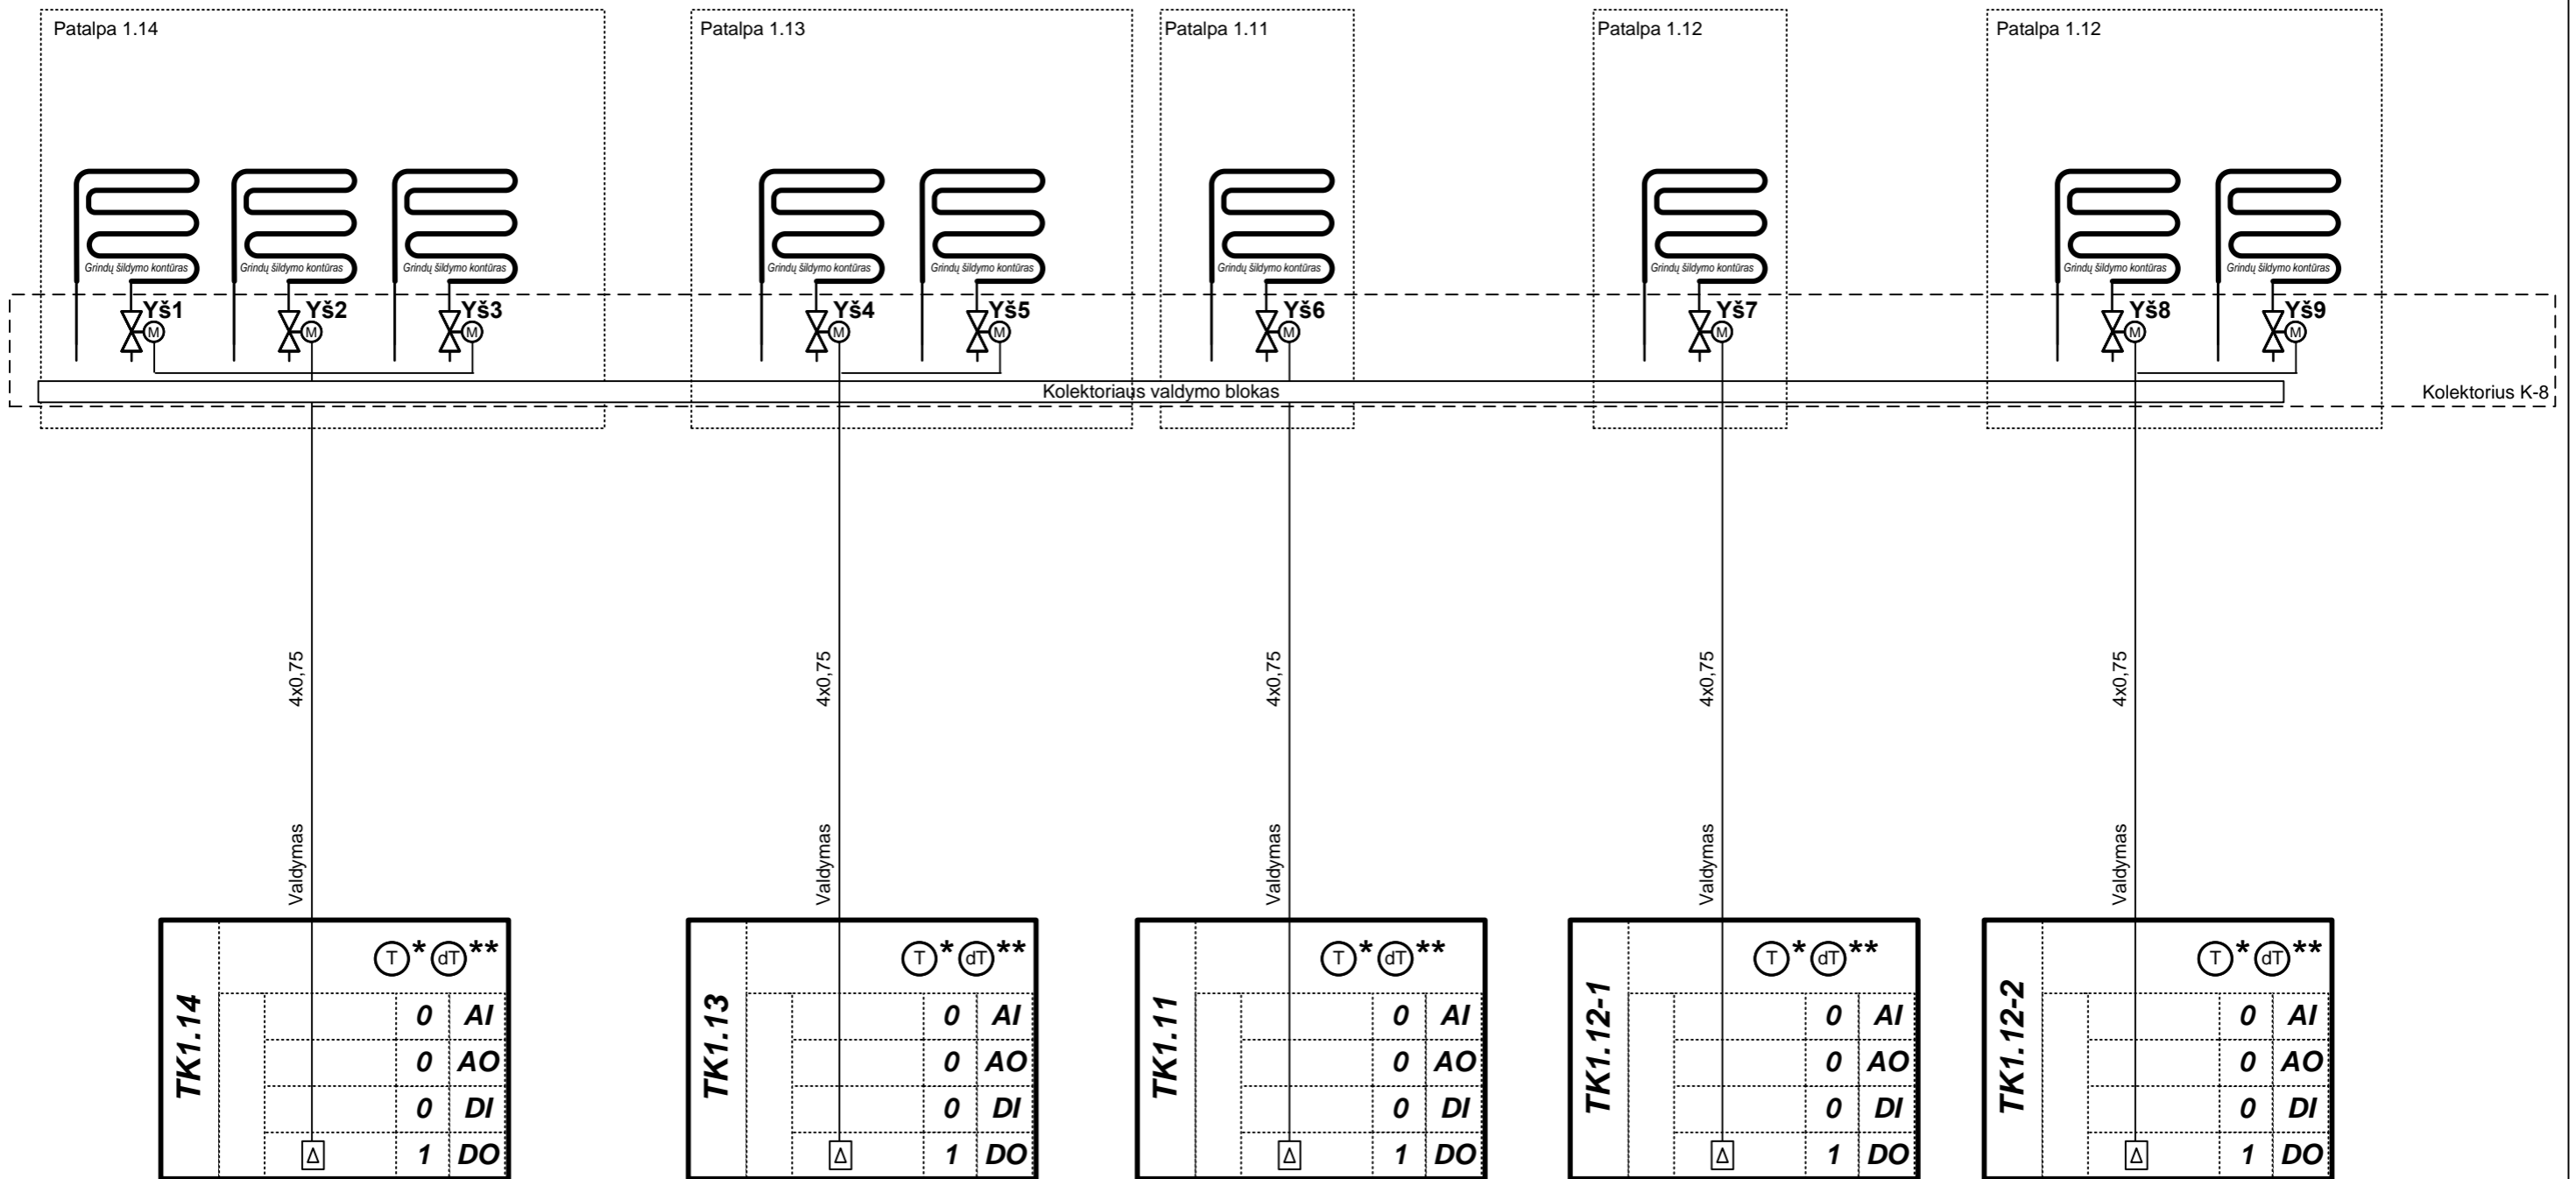 Patalpa 1.14
Patalpa 1.13
Patalpa 1.11
Patalpa 1.12
Patalpa 1.12
Grindų šildymo kontūras
Grindų šildymo kontūras
Grindų šildymo kontūras
Grindų šildymo kontūras
Grindų šildymo kontūras
Grindų šildymo kontūras
Grindų šildymo kontūras
Grindų šildymo kontūras
Grindų šildymo kontūras
Yš1
Yš2
Yš3
Yš4
Yš5
Yš6
Yš7
Yš8
Yš9
M
M
M
M
M
M
M
M
M
Kolektoriaus valdymo blokas
Kolektorius K-8
4x0,75
4x0,75
4x0,75
4x0,75
4x0,75
Valdymas
Valdymas
Valdymas
Valdymas
Valdymas
TK1.14
T * dT **
0 AI
0 AO
0 DI
Δ 1 DO
TK1.13
T * dT **
0 AI
0 AO
0 DI
Δ 1 DO
TK1.11
T * dT **
0 AI
0 AO
0 DI
Δ 1 DO
TK1.12-1
T * dT **
0 AI
0 AO
0 DI
Δ 1 DO
TK1.12-2
T * dT **
0 AI
0 AO
0 DI
Δ 1 DO